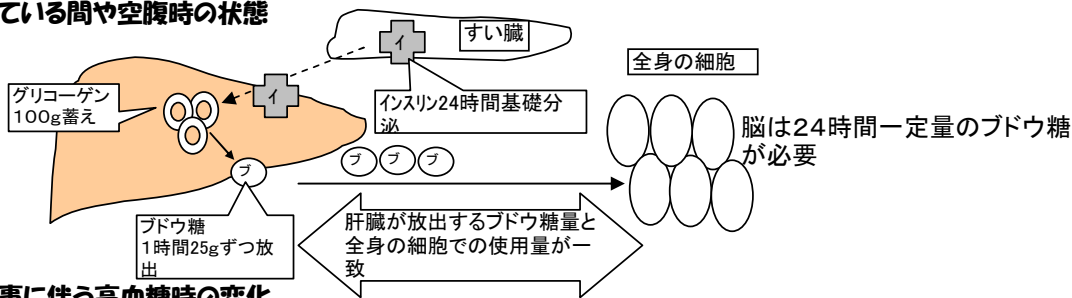 ている間や空腹時の状態
すい臓
イ
全身の細胞
イ
グリコーゲン
100g蓄え
インスリン24時間基礎分
泌
脳は２４時間一定量のブドウ糖
が必要
ブ ブ ブ
ブ
ブドウ糖
1時間25gずつ放
出
肝臓が放出するブドウ糖量と
全身の細胞での使用量が一
致
事に伴う高血糖時の変化